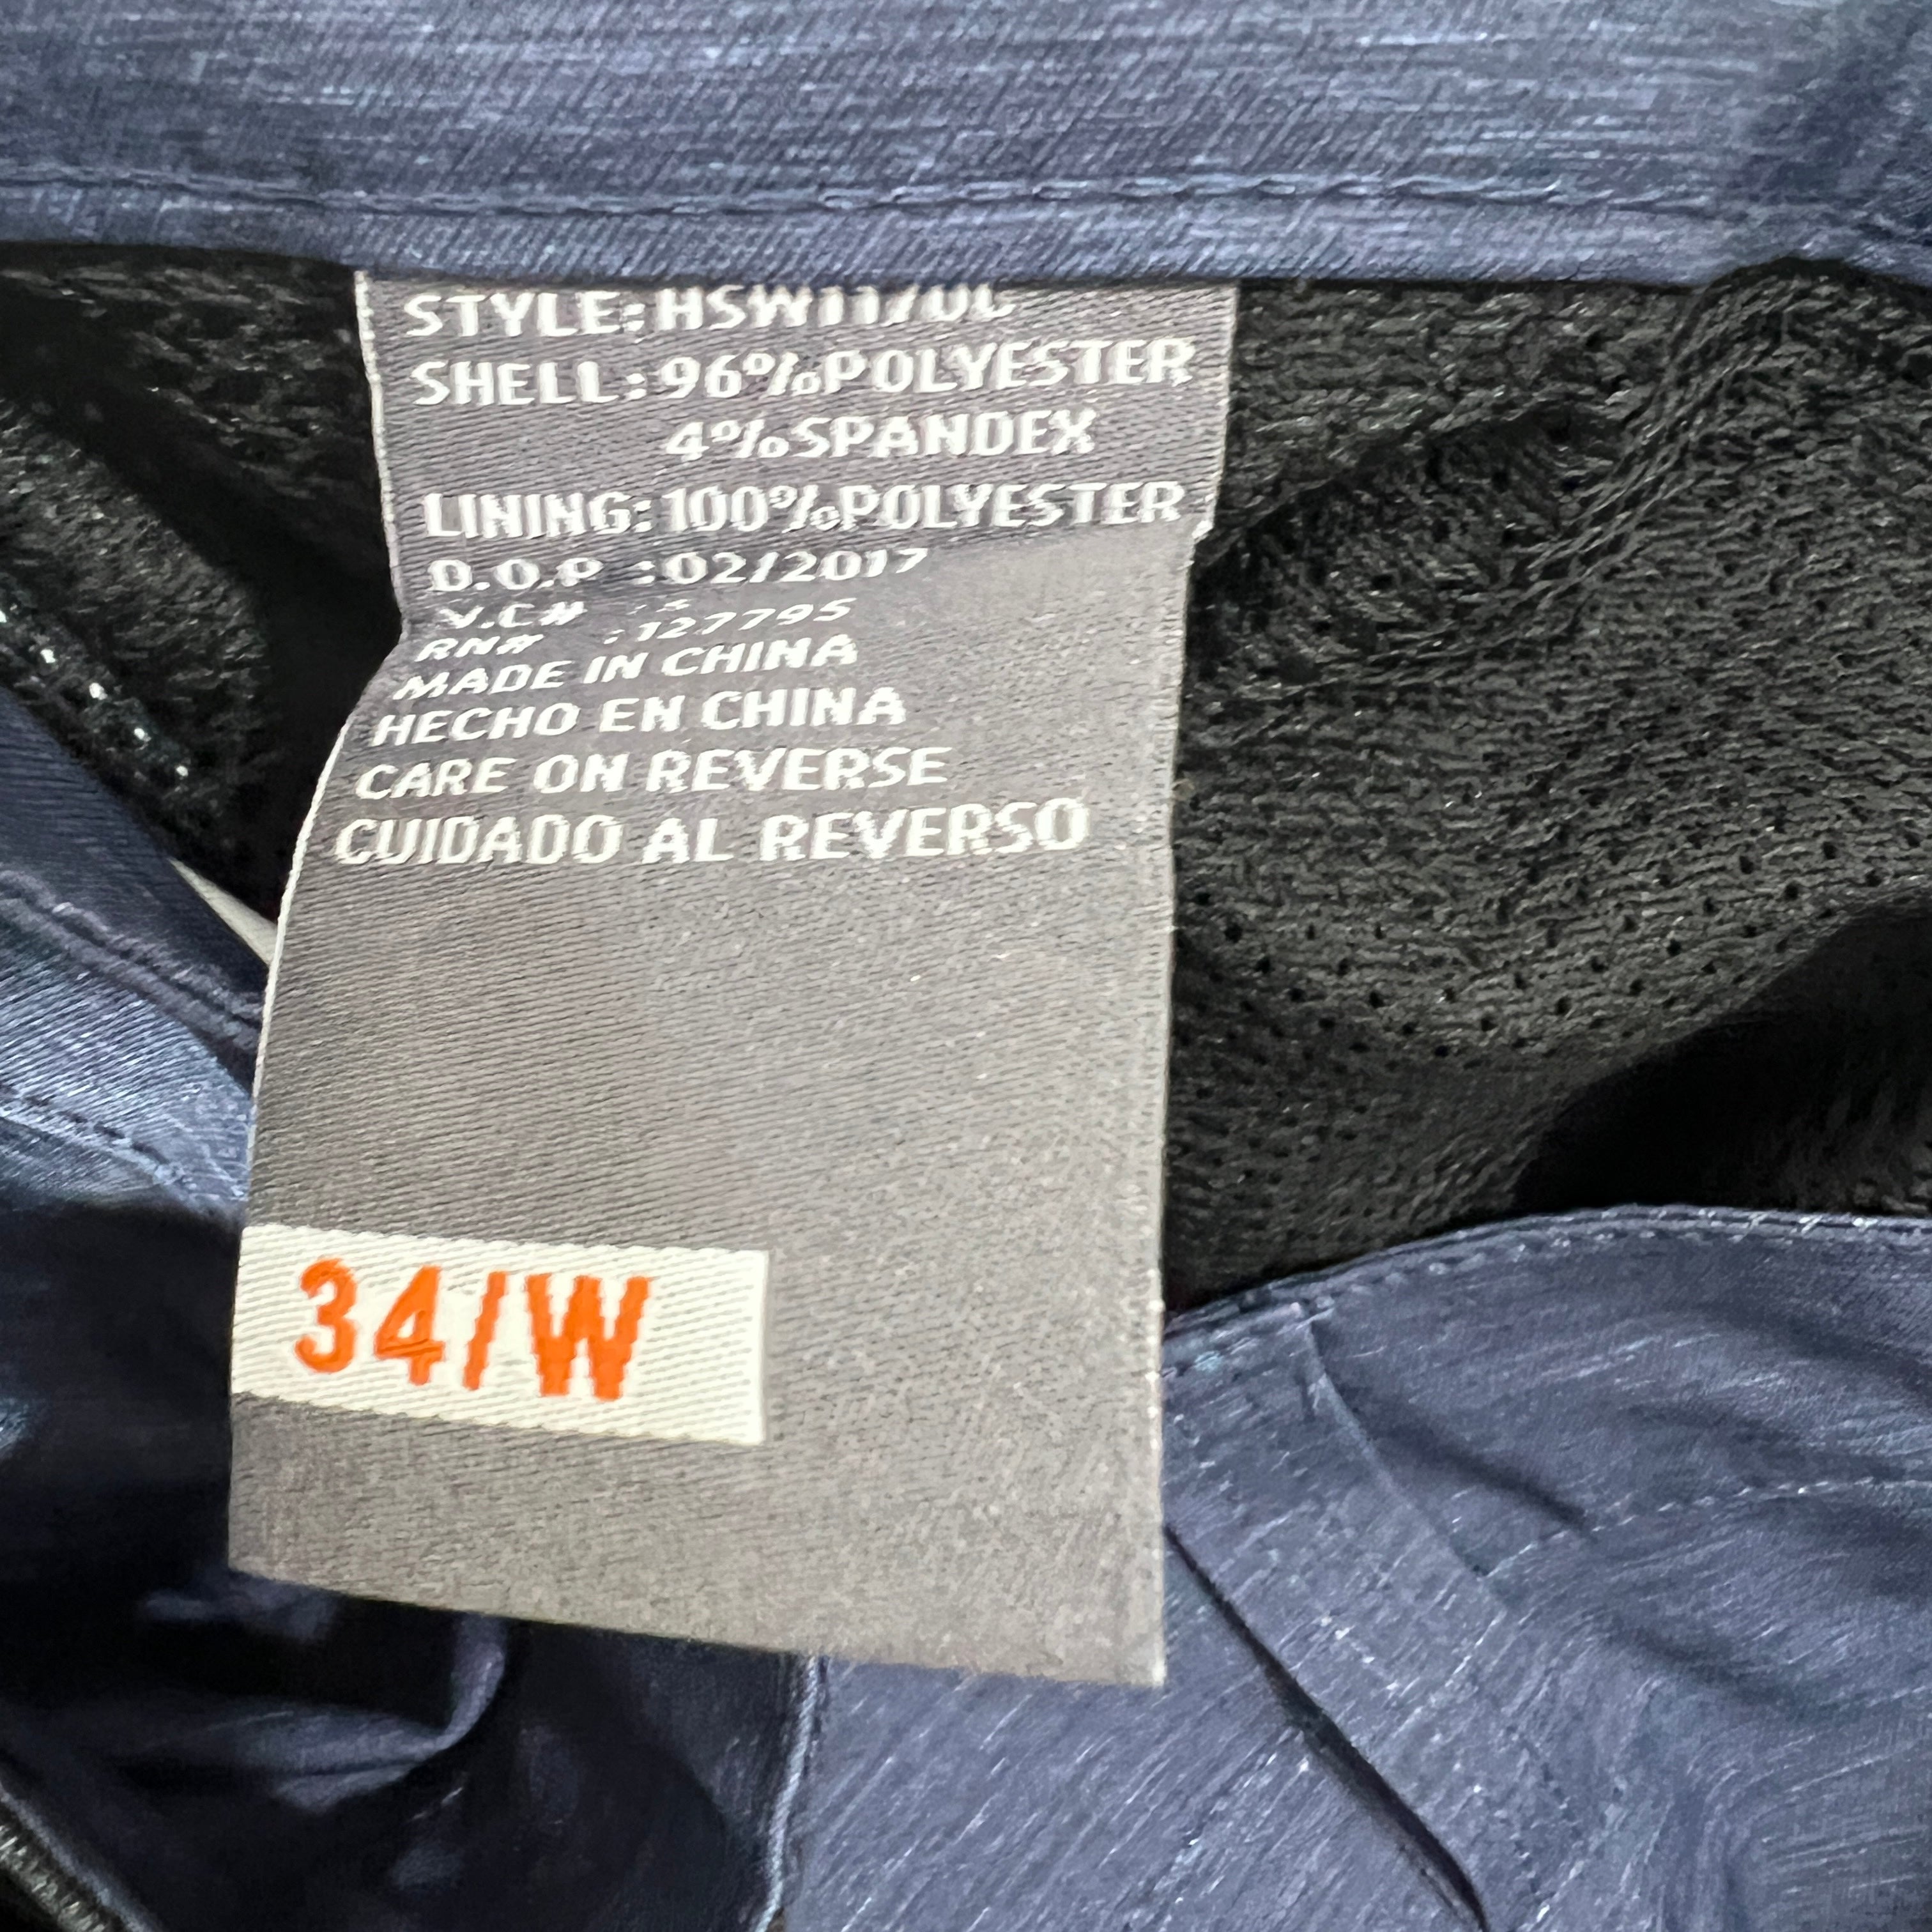 STYLE:
SHELL:96%POLYESTER
4%SPANDEX
LINING:100%POLYESTER
D.O.P :02/2017
V.C#
RN# :127795
MADE IN CHINA
HECHO EN CHINA
CARE ON REVERSE
CUIDADO AL REVERSO
34/W